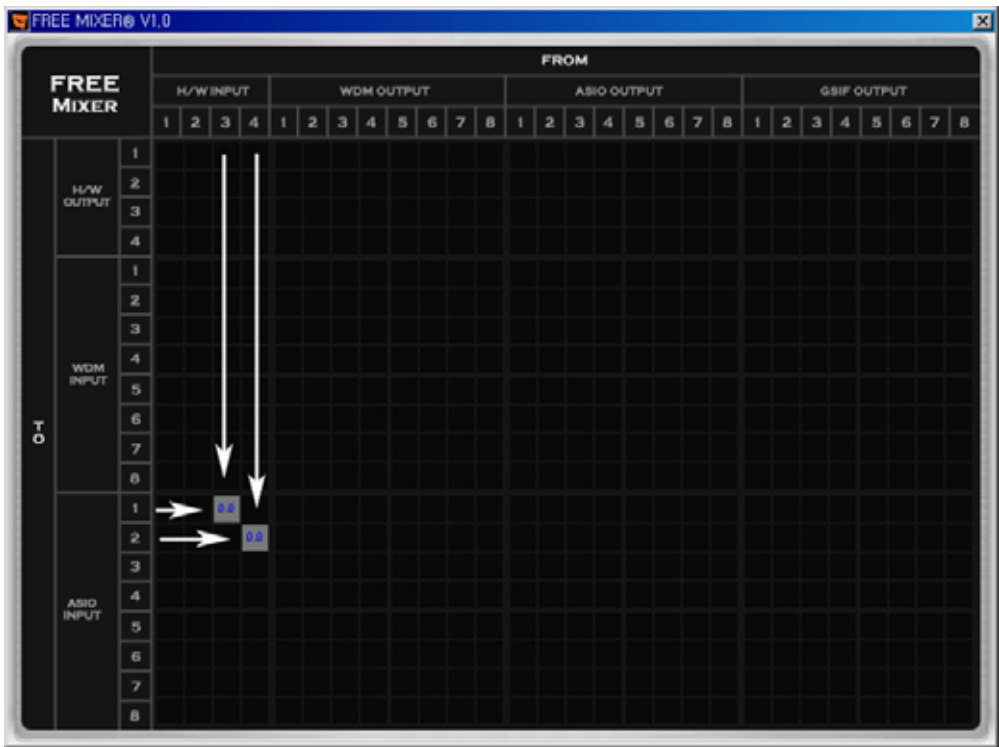 FREE MIXER® V1.0
FROM
FREE
MIXER
H/W INPUT WDM OUTPUT ASIO OUTPUT GSIF OUTPUT
1 2 3 4 1 2 3 4 5 6 7 8 1 2 3 4 5 6 7 8 1 2 3 4 5 6 7 8
TO
H/W
OUTPUT
1
2
3
4
WDM
INPUT
1
2
3
4
5
6
7
8
ASIO
INPUT
1 0.0
2 0.0
3
4
5
6
7
8